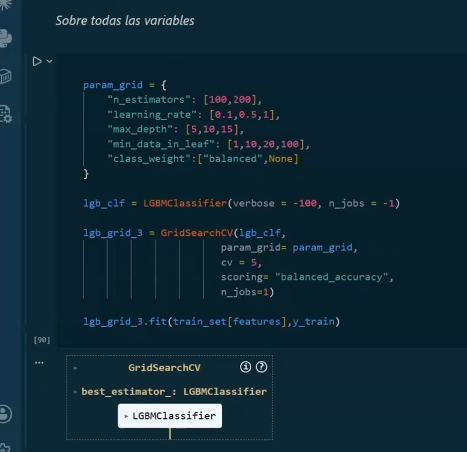 Sobre todas las variables
param_grid = {
"n_estimators": [100,200],
"learning_rate": [0.1,0.5,1],
"max_depth": [5,10,15],
"min_data_in_leaf": [1,10,20,100],
"class_weight":["balanced",None]
}
lgb_clf = LGBMClassifier(verbose = -100, n_jobs = -1)
lgb_grid_3 = GridSearchCV(lgb_clf,
param_grid= param_grid,
cv = 5,
scoring= "balanced_accuracy",
n_jobs=1)
lgb_grid_3.fit(train_set[features],y_train)
[90]
...
GridSearchCV
best_estimator_: LGBMClassifier
LGBMClassifier